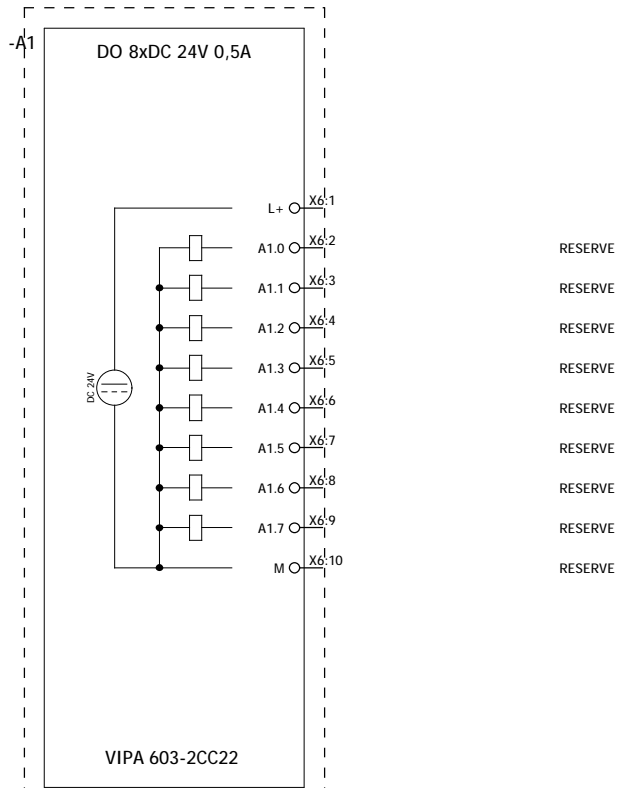 -A1
DO 8xDC 24V 0,5A
L+ X6:1
A1.0 X6:2 RESERVE
A1.1 X6:3 RESERVE
A1.2 X6:4 RESERVE
A1.3 X6:5 RESERVE
DC 24V
A1.4 X6:6 RESERVE
A1.5 X6:7 RESERVE
A1.6 X6:8 RESERVE
A1.7 X6:9 RESERVE
M X6:10 RESERVE
VIPA 603-2CC22